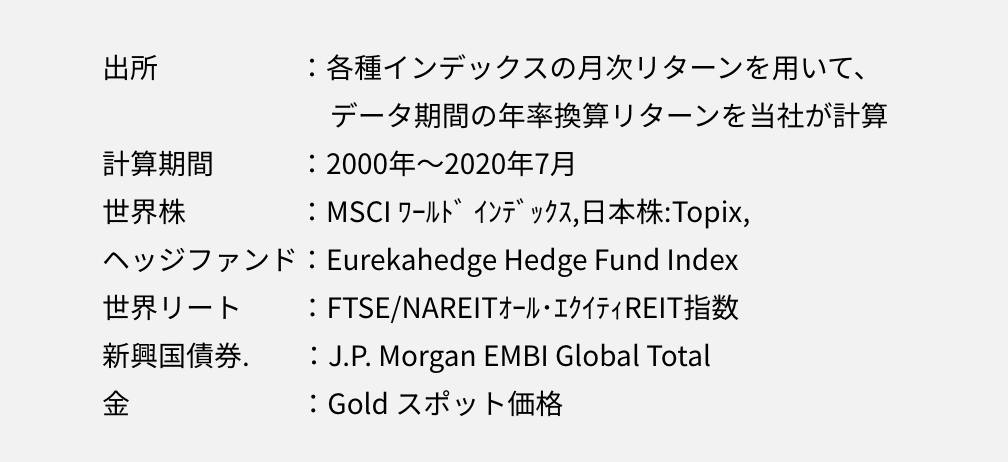 出所　　　　　：各種インデックスの月次リターンを用いて、
データ期間の年率換算リターンを当社が計算
計算期間　　　：2000年〜2020年7月
世界株　　　　：MSCI ﾜｰﾙﾄﾞ ｲﾝﾃﾞｯｸｽ,日本株:Topix,
ヘッジファンド：Eurekahedge Hedge Fund Index
世界リート　　：FTSE/NAREITｵｰﾙ･ｴｸｲﾃｨREIT指数
新興国債券.　　：J.P. Morgan EMBI Global Total
金　　　　　　：Gold スポット価格